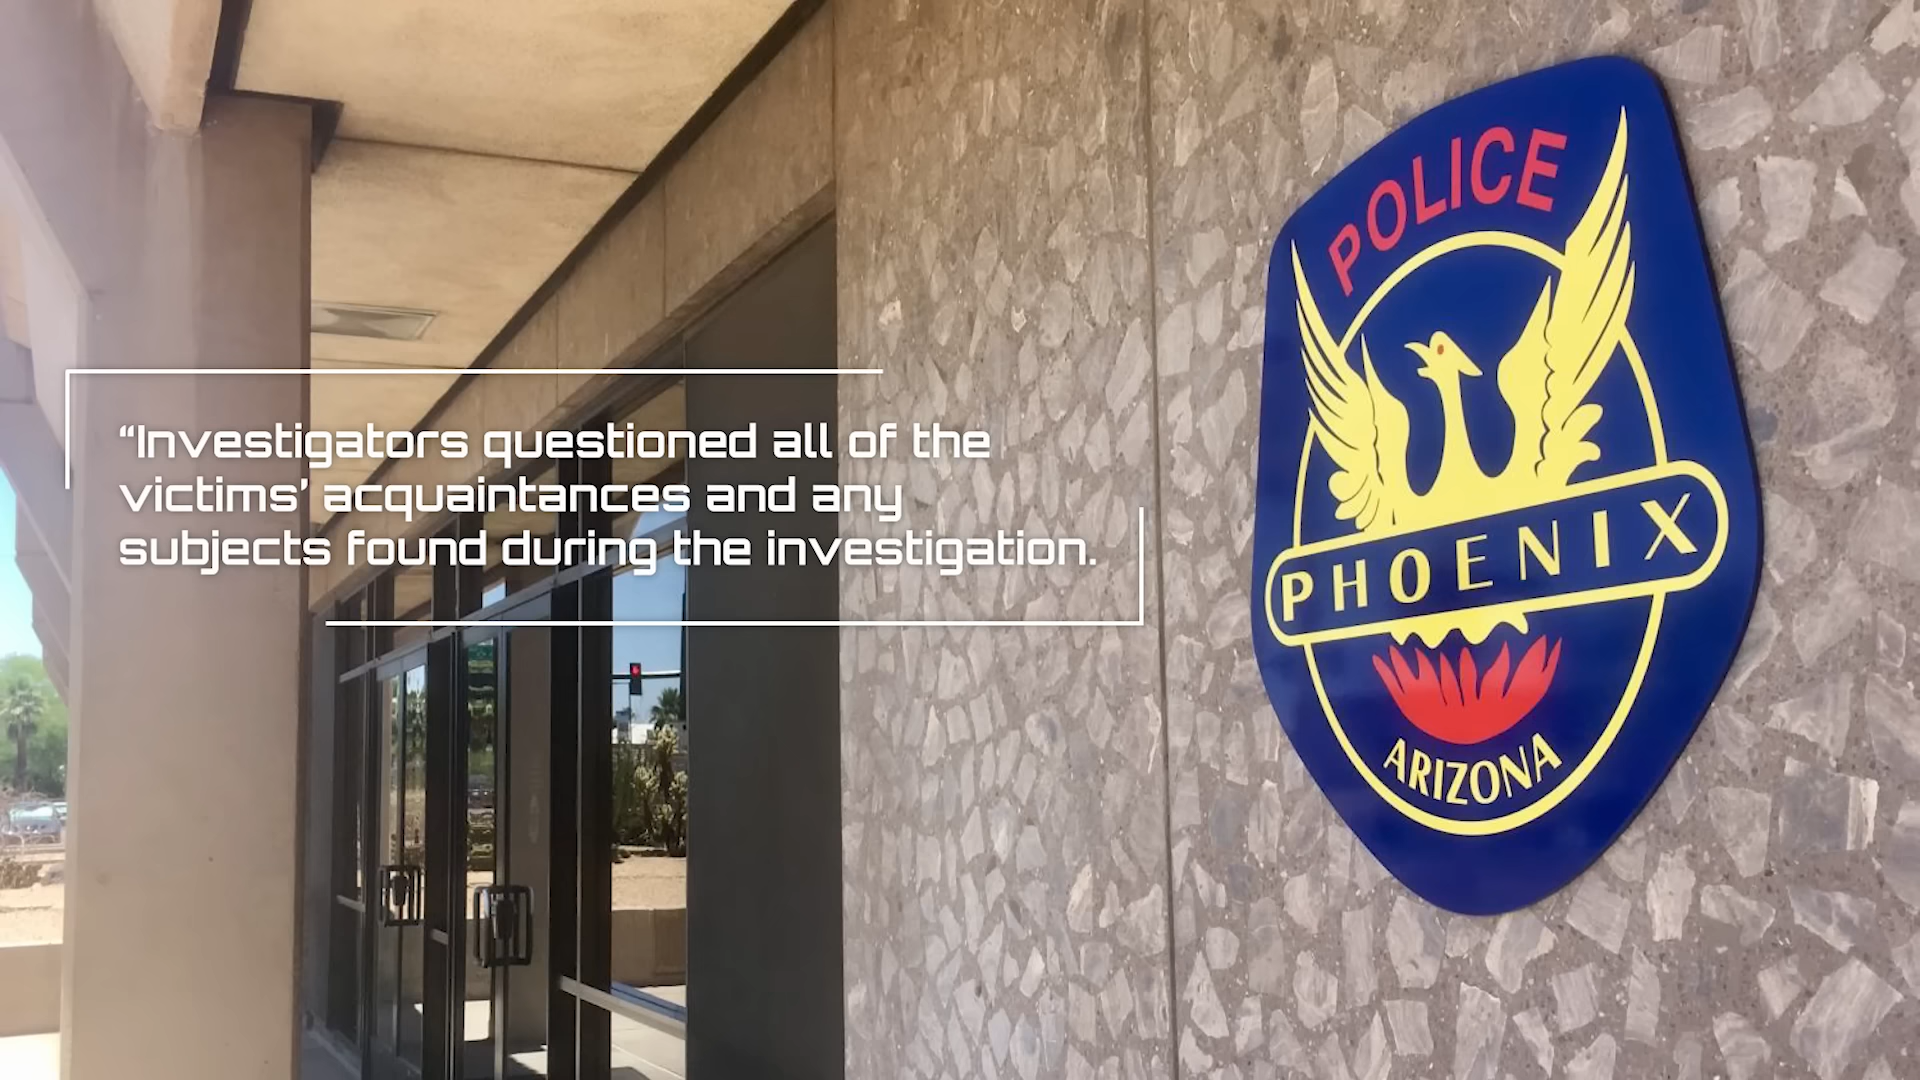 “Investigators questioned all of the
victims’ acquaintances and any
subjects found during the investigation.
POLICE
PHOENIX
ARIZONA